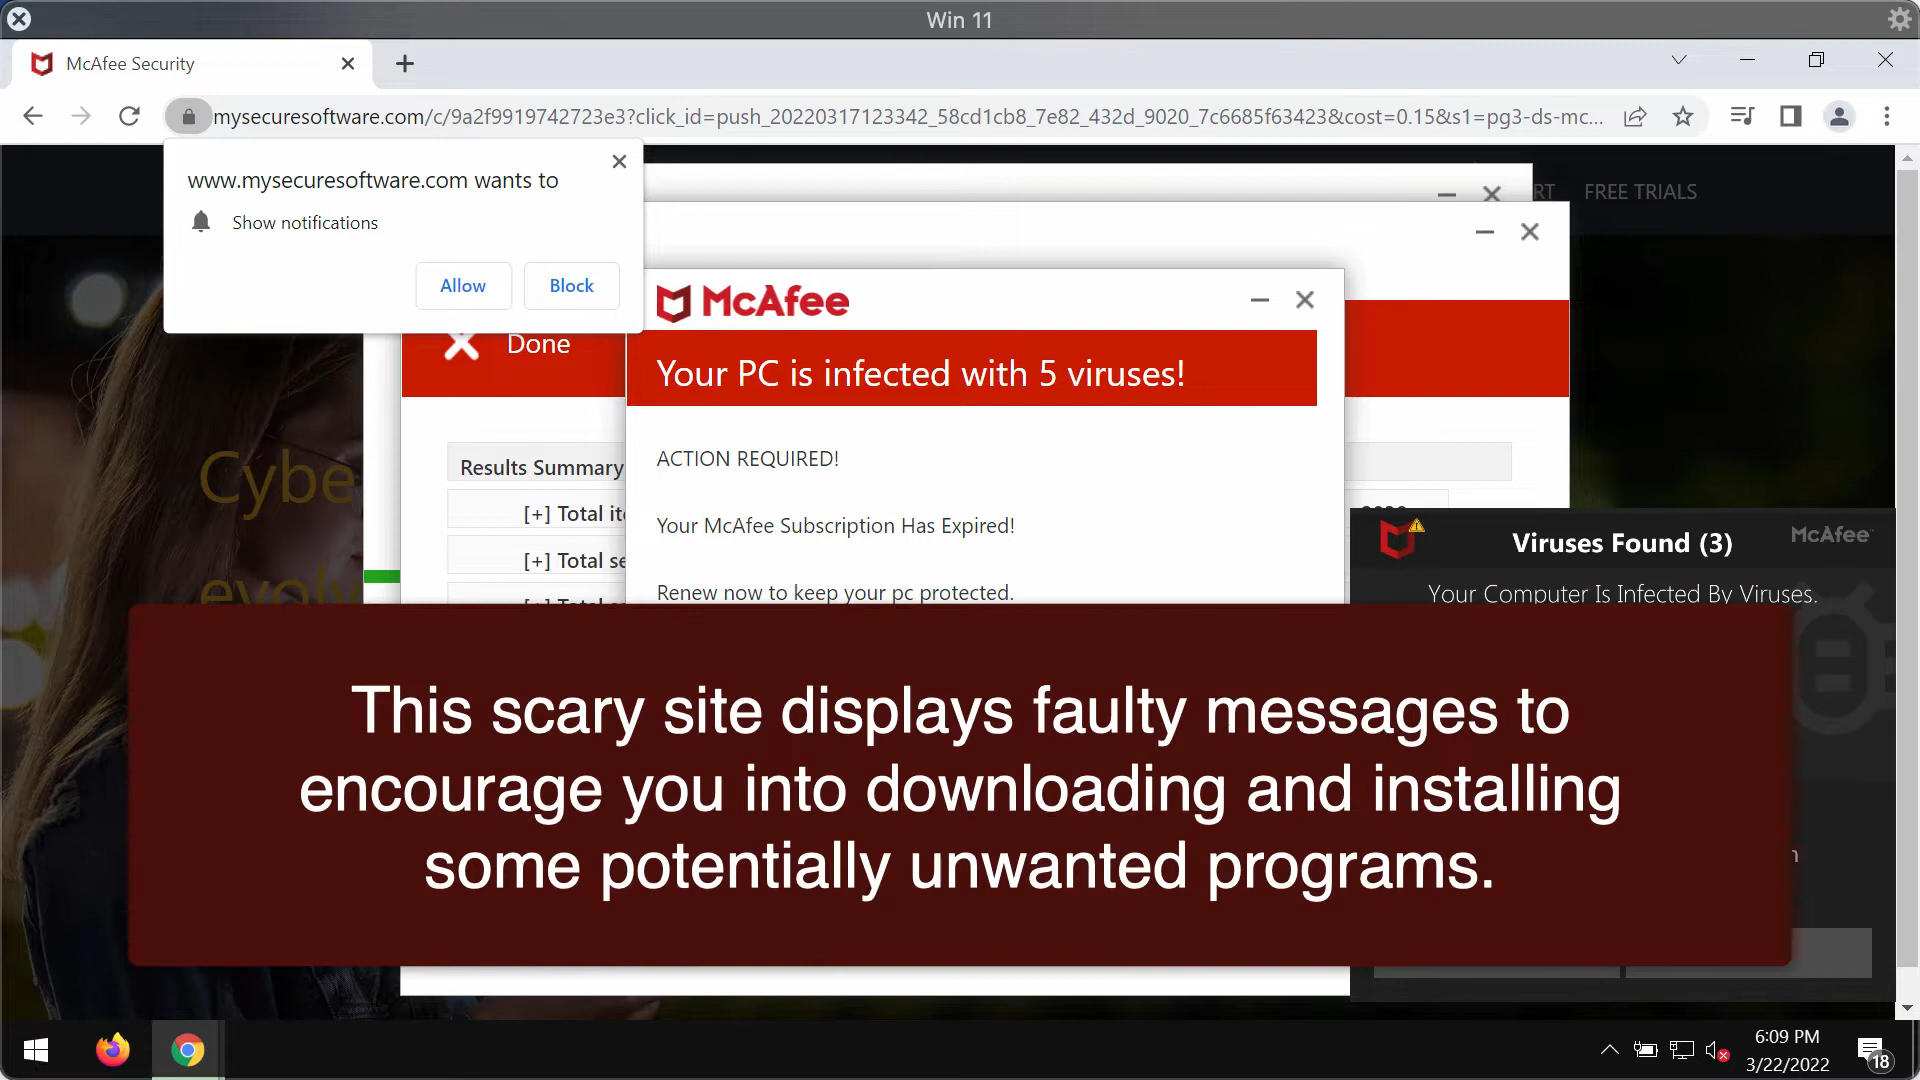 Win 11
McAfee Security
mysecuresoftware.com/c/9a2f9919742723e3?click_id=push_20220317123342_58cd1cb8_7e82_432d_9020_7c6685f63423&cost=0.15&s1=pg3-ds-mc...
www.mysecuresoftware.com wants to
Show notifications
Allow
Block
RT
FREE TRIALS
McAfee
Done
Your PC is infected with 5 viruses!
Cybe
Results Summary
ACTION REQUIRED!
[+] Total ite
Your McAfee Subscription Has Expired!
Viruses Found (3)
McAfee
[+] Total se
evolv
Renew now to keep your pc protected.
Your Computer Is Infected By Viruses.
This scary site displays faulty messages to
encourage you into downloading and installing
some potentially unwanted programs.
n
6:09 PM
3/22/2022
18